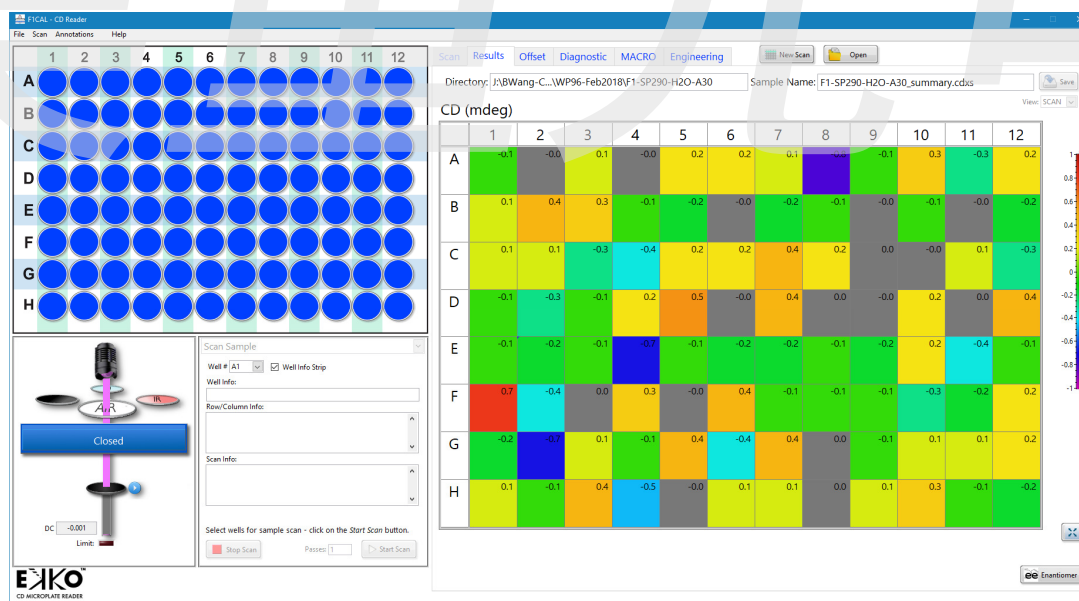 F1CAL - CD Reader
File Scan Annotations Help
1 2 3 4 5 6 7 8 9 10 11 12
A
B
C
D
E
F
G
H
Scan Results Offset Diagnostic MACRO Engineering New Scan Open
Directory: J:\BWang-C...\WP96-Feb2018\F1-SP290-H2O-A30 Sample Name: F1-SP290-H2O-A30_summary.cdxs Save
View: SCAN
CD (mdeg)
1 2 3 4 5 6 7 8 9 10 11 12
A -0.1 -0.0 0.1 -0.0 0.2 0.2 0.1 -0.1 0.3 -0.3 0.2
B 0.1 0.4 0.3 -0.1 -0.2 -0.0 -0.2 -0.1 -0.0 -0.1 -0.0 -0.2
C 0.1 0.1 -0.3 -0.4 0.2 0.2 0.4 0.2 0.0 -0.0 0.1 -0.3
D -0.1 -0.3 -0.1 0.2 0.5 -0.0 0.4 0.0 -0.0 0.2 0.0 0.4
E -0.1 -0.2 -0.1 -0.7 -0.1 -0.2 -0.2 -0.1 -0.2 0.2 -0.4 -0.1
F 0.7 -0.4 0.0 0.3 -0.0 0.4 -0.1 -0.1 -0.1 -0.3 -0.2 0.2
G -0.2 -0.7 0.1 -0.1 0.4 -0.4 0.4 0.0 -0.1 0.1 0.1 0.2
H 0.1 -0.1 0.4 -0.5 -0.0 0.1 0.1 0.0 0.1 0.3 -0.1 -0.2
1
0.8
0.6
0.4
0.2
0
-0.2
-0.4
-0.6
-0.8
-1
AIR
IR
Closed
DC -0.001
Limit:
Scan Sample
Well # A1 Well Info Strip
Well Info:
Row/Column Info:
Scan Info:
Select wells for sample scan - click on the Start Scan button.
Stop Scan Passes 1 Start Scan
EKKO™
CD MICROPLATE READER
ee Enantiomer